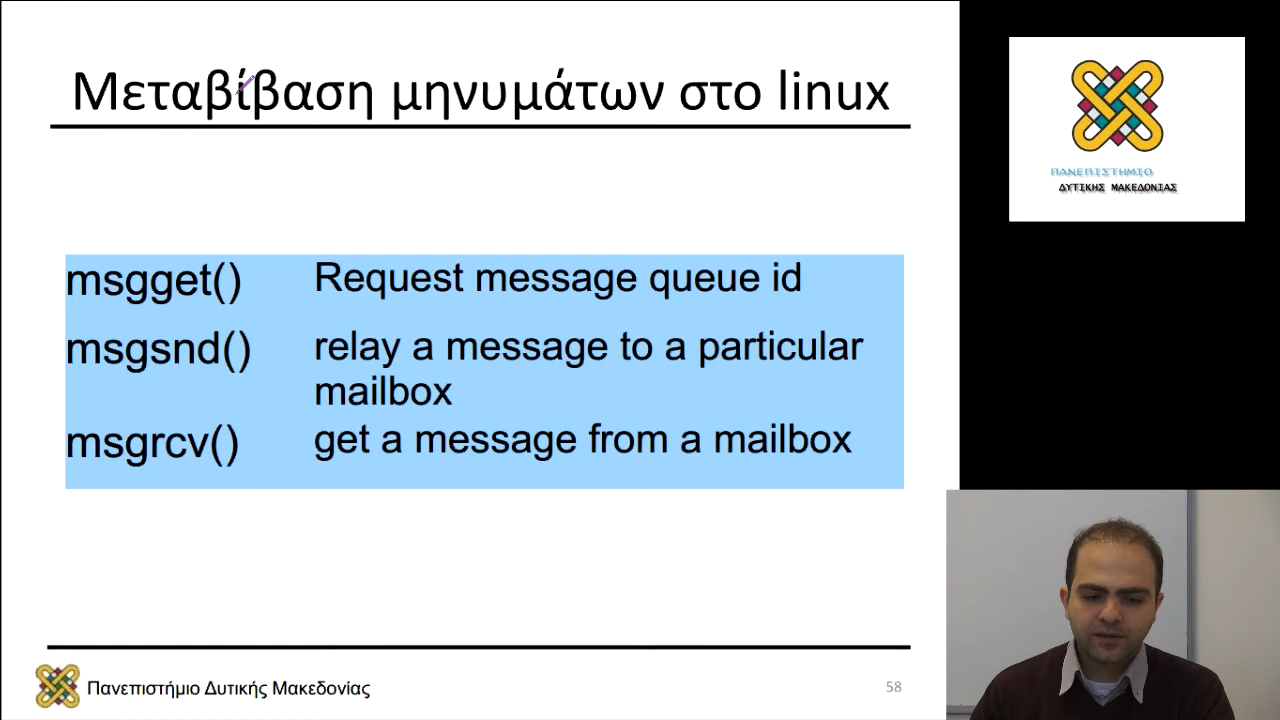 Μεταβίβαση μηνυμάτων στο linux
ΠΑΝΕΠΙΣΤΗΜΙΟ
ΔΥΤΙΚΗΣ ΜΑΚΕΔΟΝΙΑΣ
msgget() Request message queue id
msgsnd() relay a message to a particular
mailbox
msgrcv() get a message from a mailbox
Πανεπιστήμιο Δυτικής Μακεδονίας 58